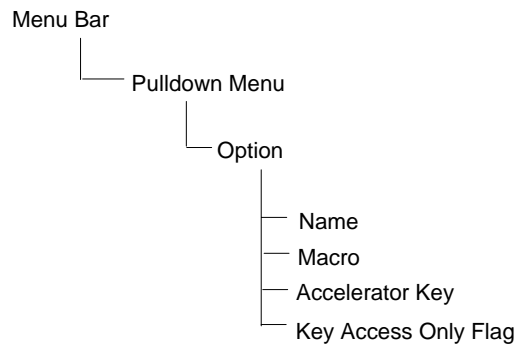 Menu Bar
Pulldown Menu
Option
Name
Macro
Accelerator Key
Key Access Only Flag